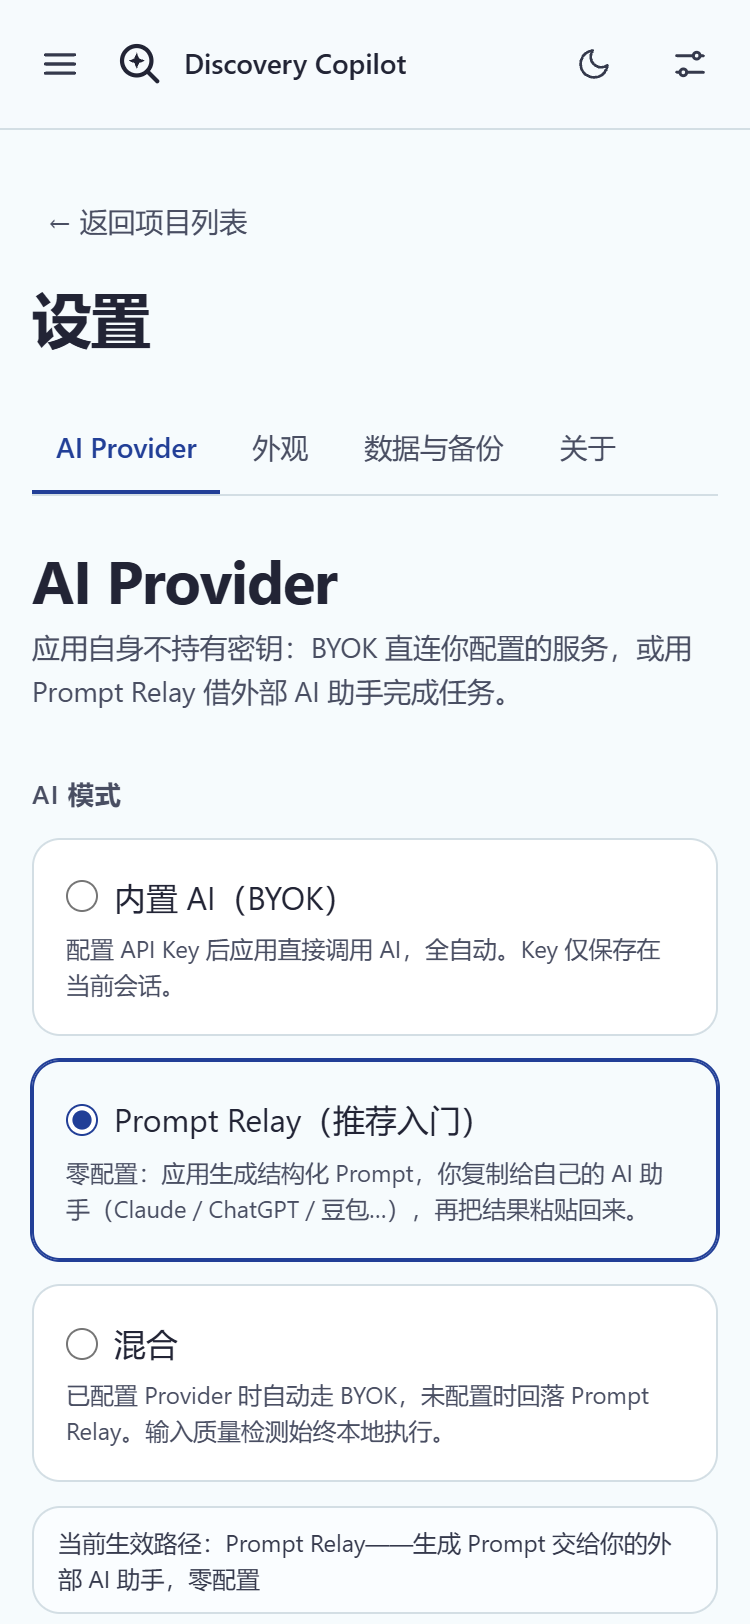 Discovery Copilot
← 返回项目列表
设置
AI Provider 外观 数据与备份 关于
AI Provider
应用自身不持有密钥：BYOK 直连你配置的服务，或用
Prompt Relay 借外部 AI 助手完成任务。
AI 模式
内置 AI（BYOK）
配置 API Key 后应用直接调用 AI，全自动。Key 仅保存在
当前会话。
Prompt Relay（推荐入门）
零配置：应用生成结构化 Prompt，你复制给自己的 AI 助
手（Claude / ChatGPT / 豆包…），再把结果粘贴回来。
混合
已配置 Provider 时自动走 BYOK，未配置时回落 Prompt
Relay。输入质量检测始终本地执行。
当前生效路径：Prompt Relay——生成 Prompt 交给你的外
部 AI 助手，零配置